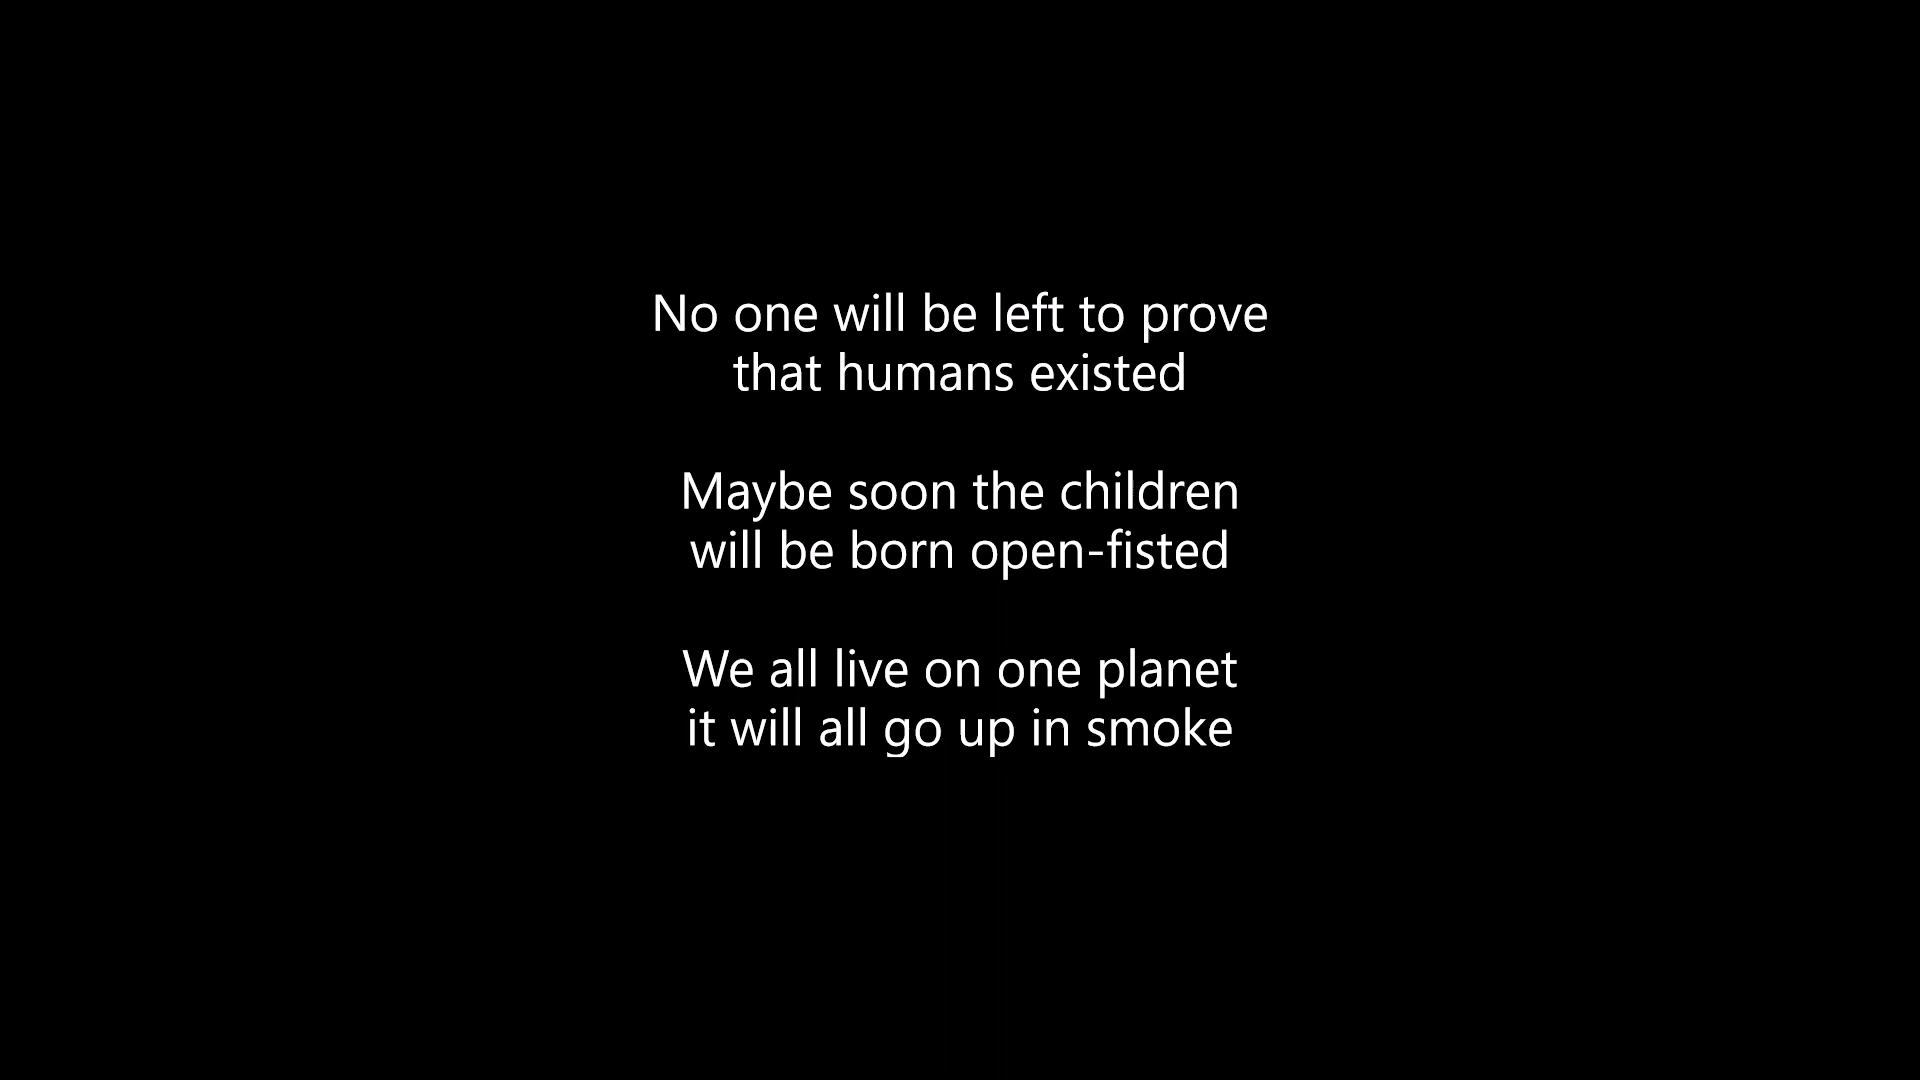 No one will be left to prove
that humans existed
Maybe soon the children
will be born open-fisted
We all live on one planet
it will all go up in smoke